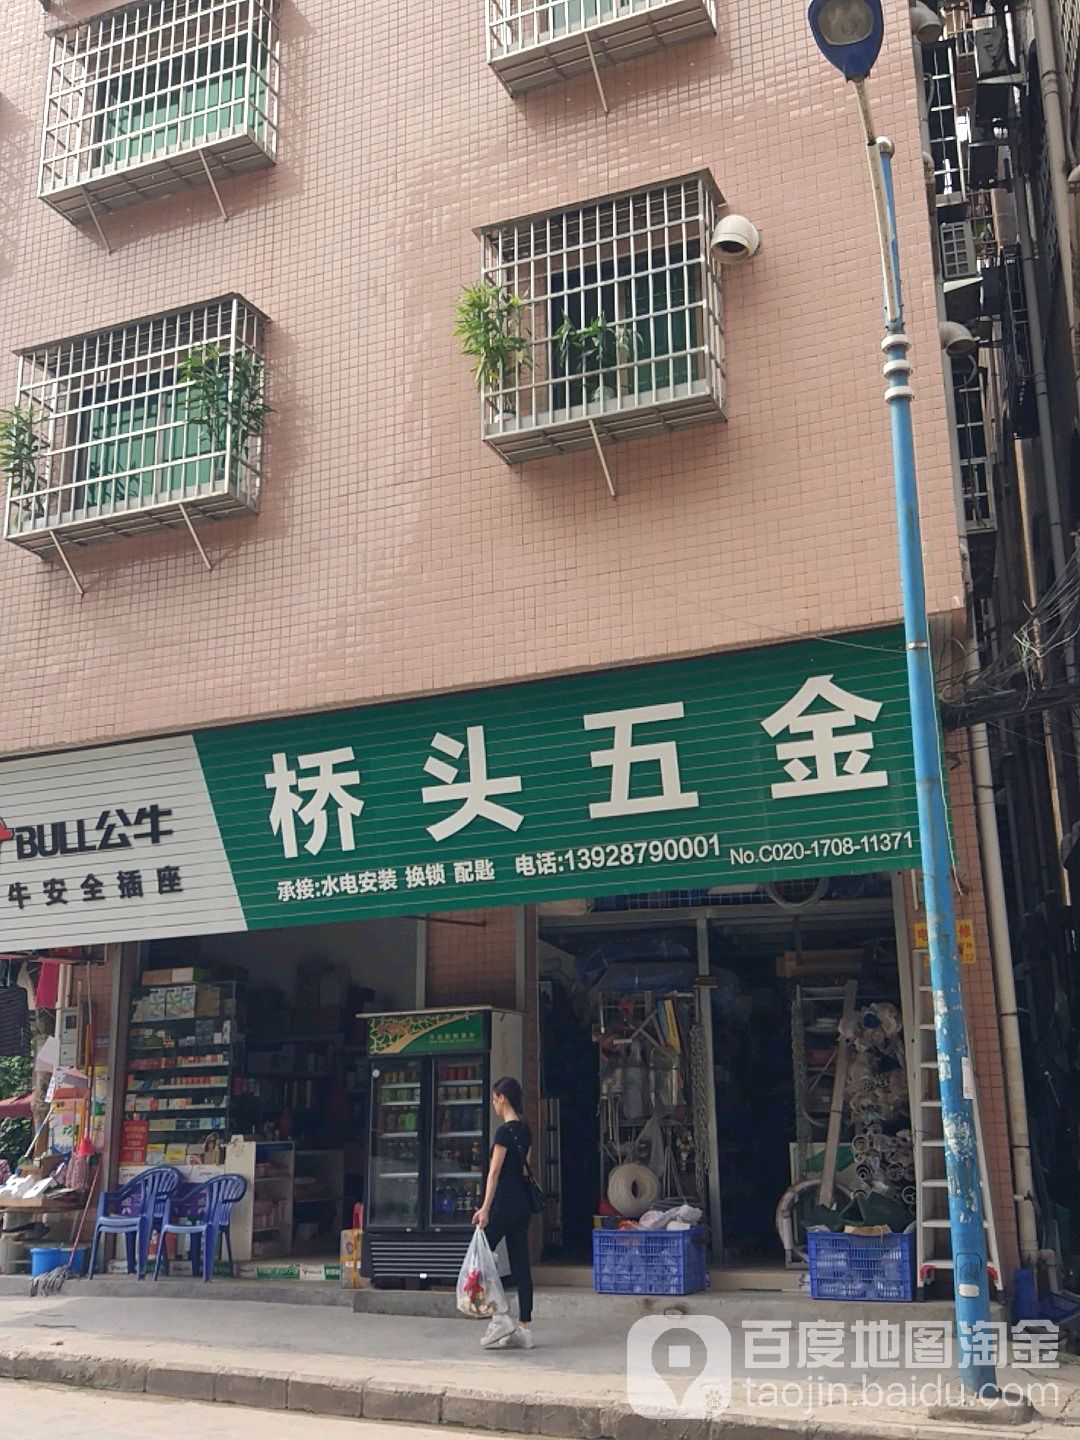 BULL公牛
牛安全插座
桥头五金
承接:水电安装 换锁 配匙 电话:13928790001 No.C020-1708-11371
百度地图淘金
taojin.baidu.com